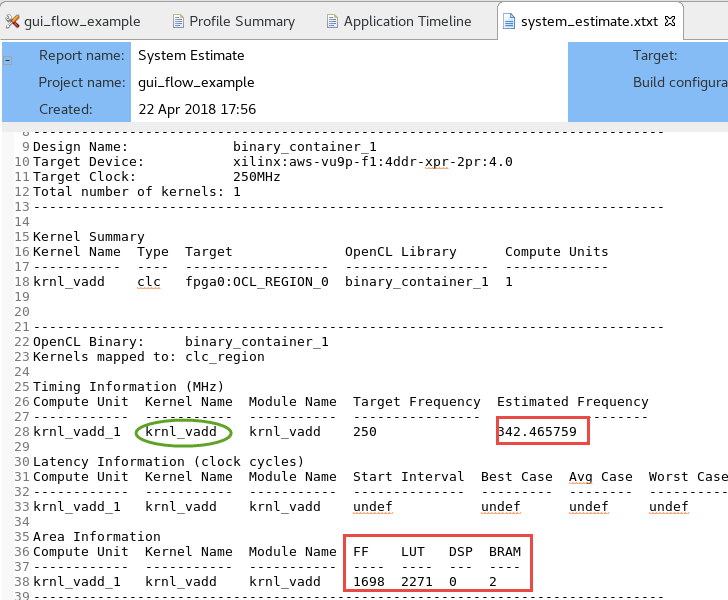 gui_flow_example Profile Summary Application Timeline system_estimate.xtxt
Report name: System Estimate Target:
Project name: gui_flow_example Build configura
Created: 22 Apr 2018 17:56
8 -------------------------------------------------------------------------------
9 Design Name: binary_container_1
10 Target Device: xilinx:aws-vu9p-f1:4ddr-xpr-2pr:4.0
11 Target Clock: 250MHz
12 Total number of kernels: 1
13 -------------------------------------------------------------------------------
14
15 Kernel Summary
16 Kernel Name Type Target OpenCL Library Compute Units
17 ----------- ---- ------------------ ------------------ -------------
18 krnl_vadd clc fpga0:OCL_REGION_0 binary_container_1 1
19
20
21 -------------------------------------------------------------------------------
22 OpenCL Binary: binary_container_1
23 Kernels mapped to: clc_region
24
25 Timing Information (MHz)
26 Compute Unit Kernel Name Module Name Target Frequency Estimated Frequency
27 ------------ ----------- ----------- ---------------- -------------------
28 krnl_vadd_1 krnl_vadd krnl_vadd 250 342.465759
29
30 Latency Information (clock cycles)
31 Compute Unit Kernel Name Module Name Start Interval Best Case Avg Case Worst Case
32 ------------ ----------- ----------- -------------- --------- -------- ----------
33 krnl_vadd_1 krnl_vadd krnl_vadd undef undef undef undef
34
35 Area Information
36 Compute Unit Kernel Name Module Name FF LUT DSP BRAM
37 ------------ ----------- ----------- ---- ---- --- ----
38 krnl_vadd_1 krnl_vadd krnl_vadd 1698 2271 0 2
39 -------------------------------------------------------------------------------